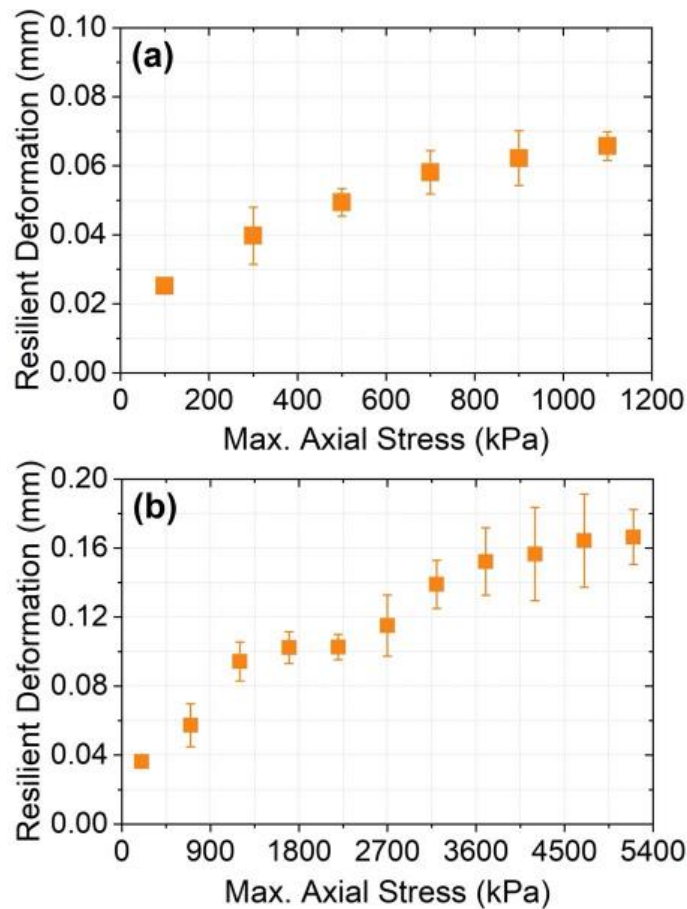 (a)
Resilient Deformation (mm)
0.10
0.08
0.06
0.04
0.02
0.00
0 200 400 600 800 1000 1200
Max. Axial Stress (kPa)
(b)
Resilient Deformation (mm)
0.20
0.16
0.12
0.08
0.04
0.00
0 900 1800 2700 3600 4500 5400
Max. Axial Stress (kPa)